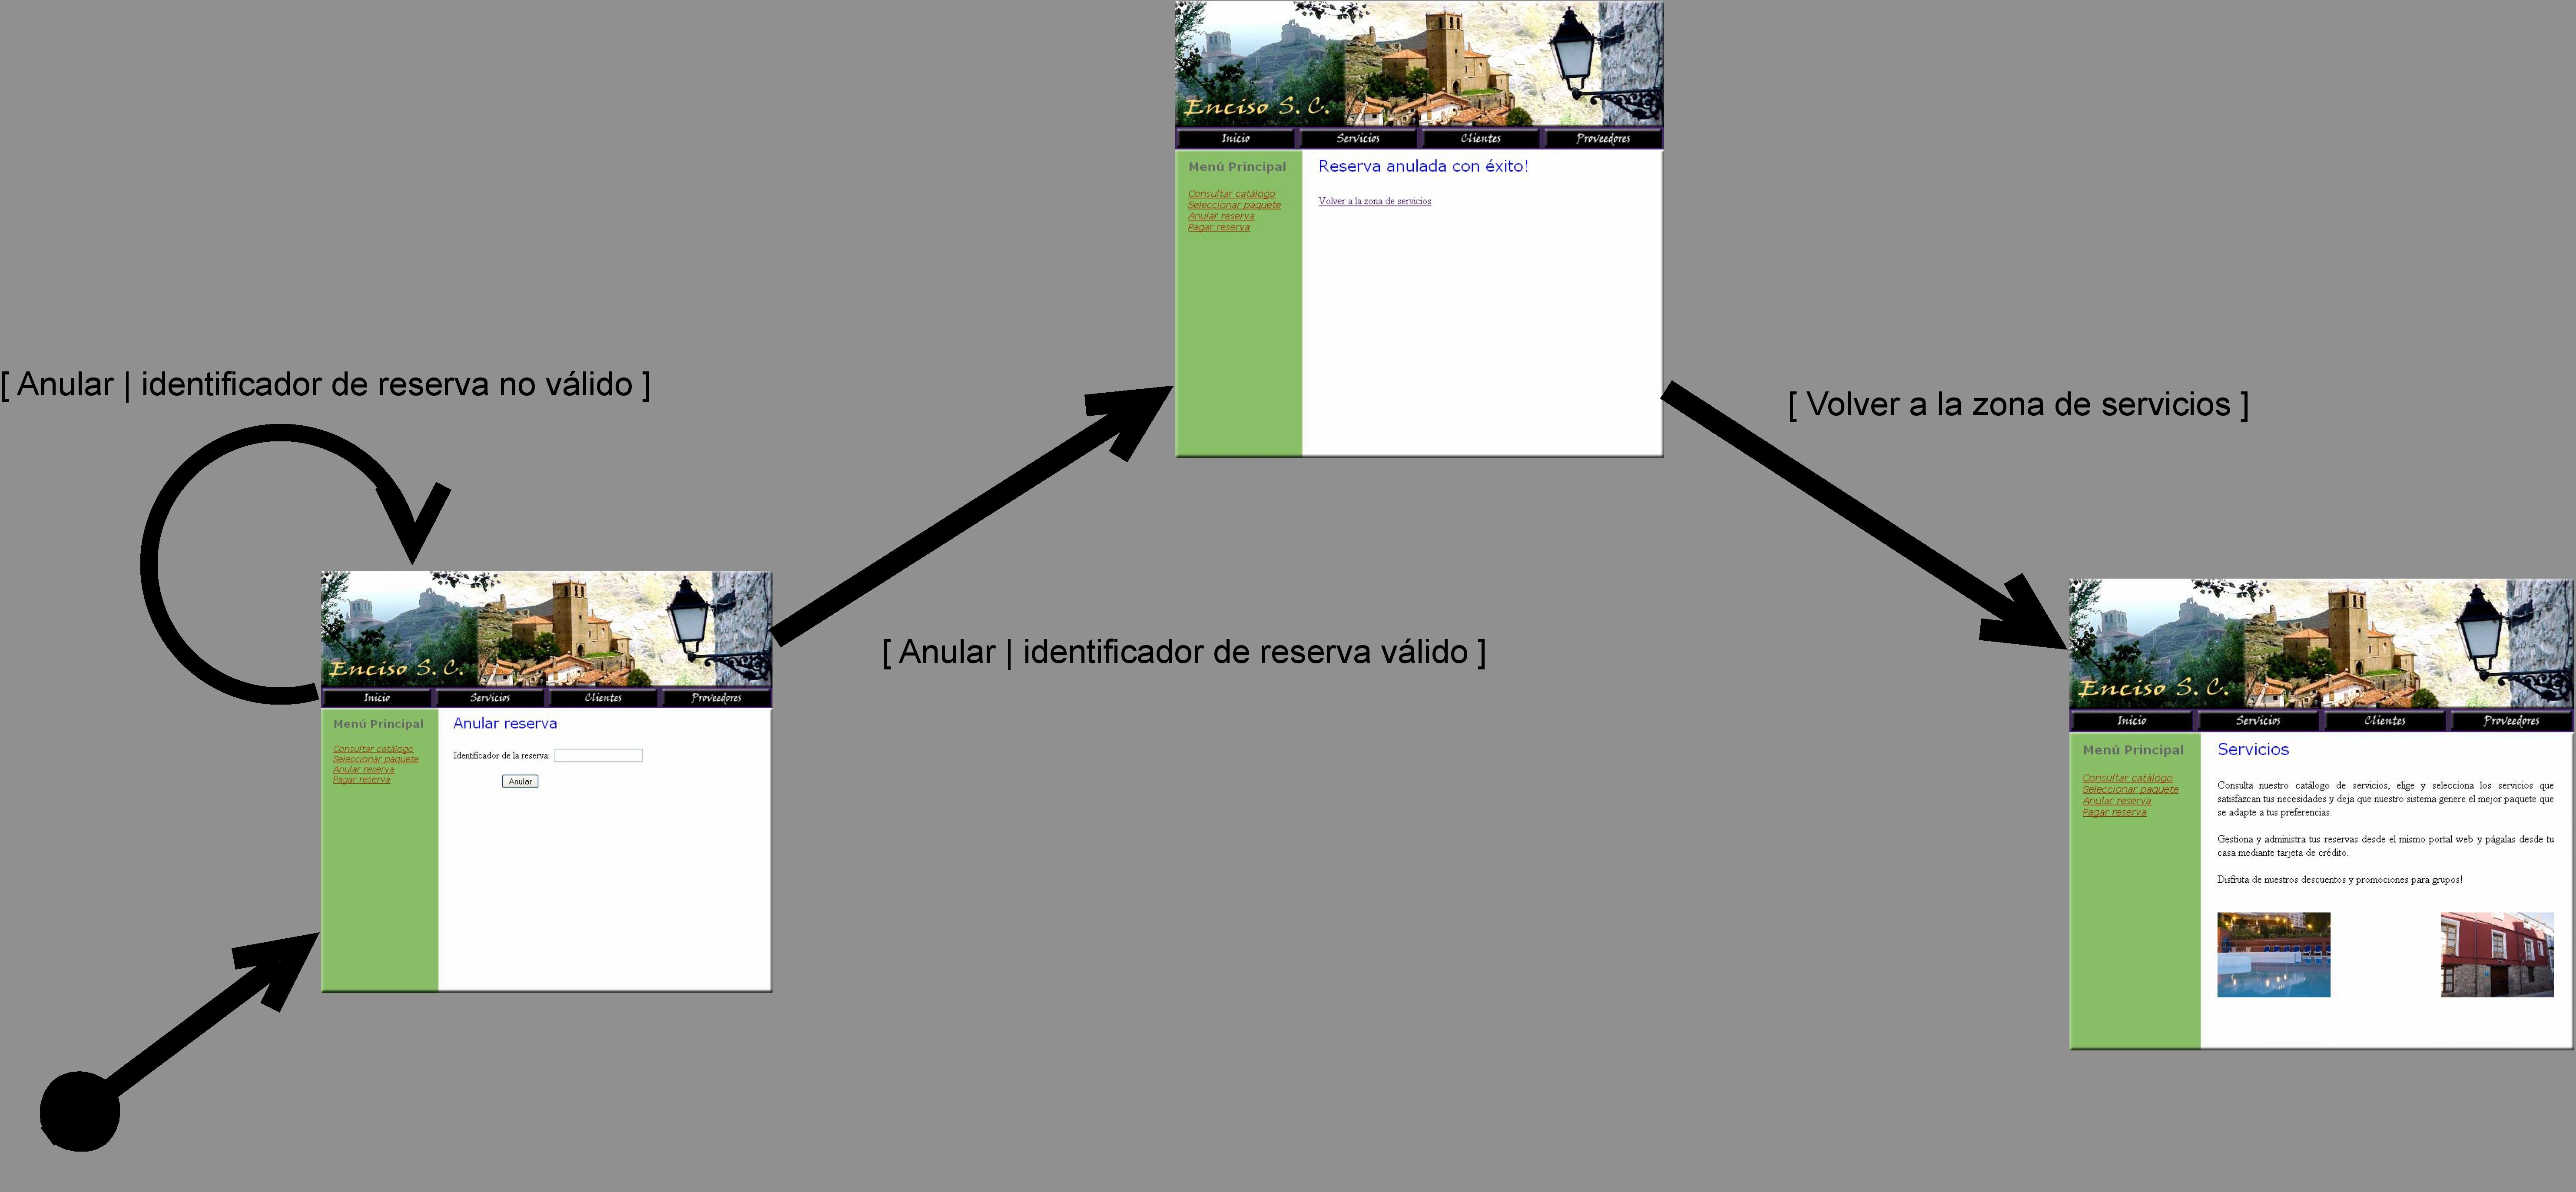 Enciso S. C.
Inicio Servicios Clientes Proveedores
Menú Principal
Consultar catálogo
Seleccionar paquete
Anular reserva
Pagar reserva
Reserva anulada con éxito!
Volver a la zona de servicios
[ Anular | identificador de reserva no válido ]
[ Volver a la zona de servicios ]
[ Anular | identificador de reserva válido ]
Enciso S. C.
Inicio Servicios Clientes Proveedores
Menú Principal
Consultar catálogo
Seleccionar paquete
Anular reserva
Pagar reserva
Anular reserva
Identificador de la reserva:
Anular
Enciso S. C.
Inicio Servicios Clientes Proveedores
Menú Principal
Consultar catálogo
Seleccionar paquete
Anular reserva
Pagar reserva
Servicios
Consulta nuestro catálogo de servicios, elige y selecciona los servicios que
satisfazcan tus necesidades y deja que nuestro sistema genere el mejor paquete que
se adapte a tus preferencias.
Gestiona y administra tus reservas desde el mismo portal web y págalas desde tu
casa mediante tarjeta de crédito.
Disfruta de nuestros descuentos y promociones para grupos!